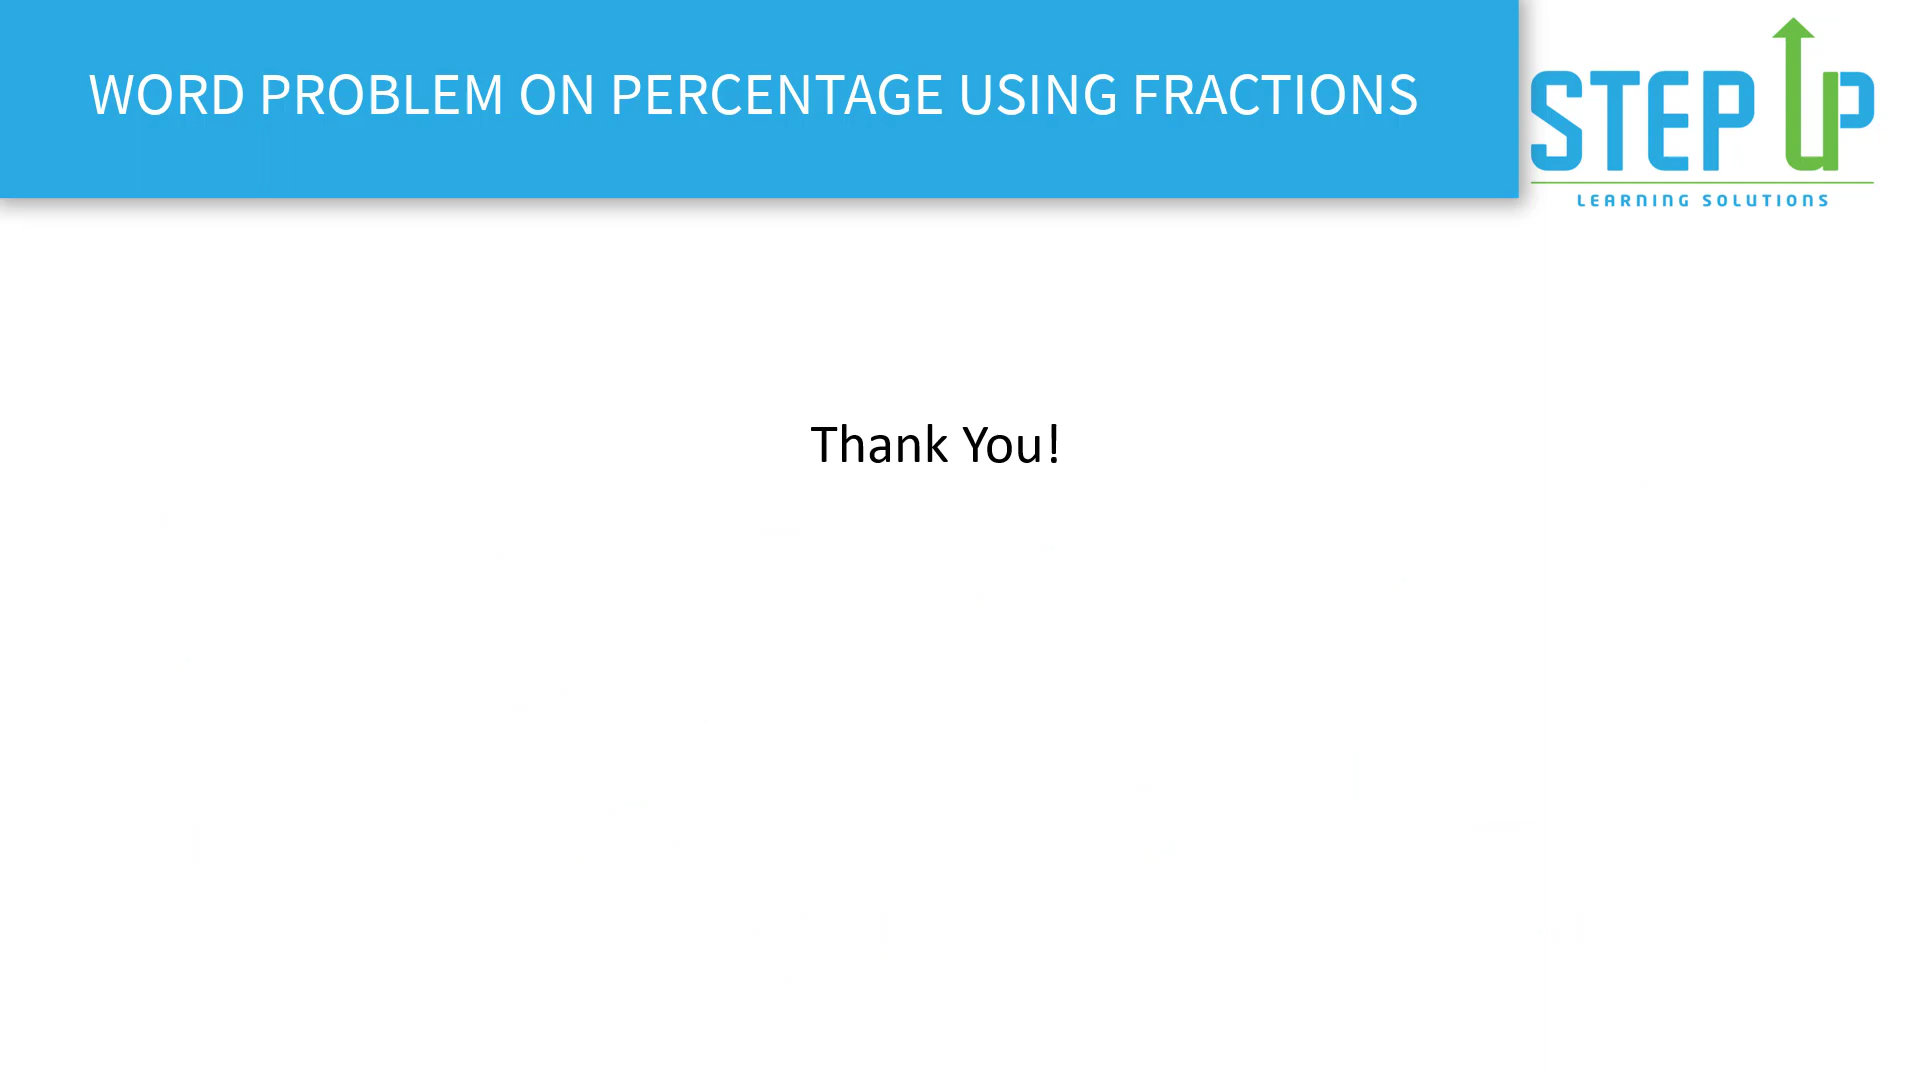 WORD PROBLEM ON PERCENTAGE USING FRACTIONS
STEP UP
LEARNING SOLUTIONS
Thank You!